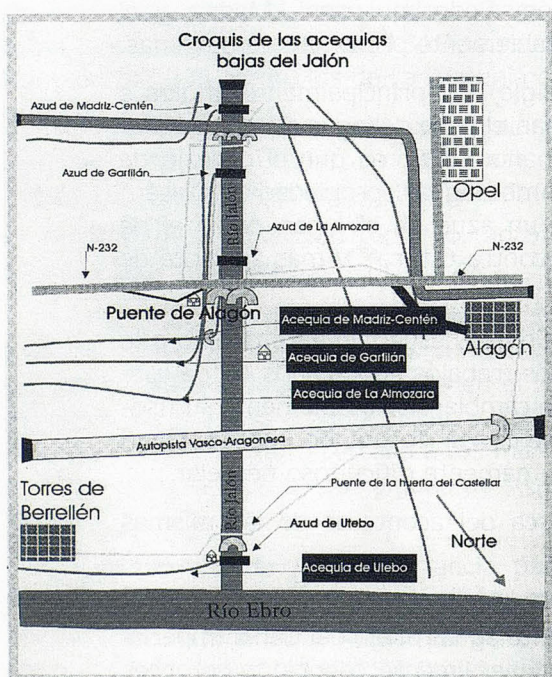 Croquis de las acequias
bajas del Jalón
Azud de Madriz-Centén
Azud de Garfilán
Río Jalón
Opel
Azud de La Almozara
N-232
N-232
Puente de Alagón
Acequia de Madríz-Centén
Alagón
Acequia de Garfilán
Acequia de La Almozara
Autopista Vasco-Aragonesa
Río Jalón
Puente de la huerta del Castellar
Torres de
Berrellén
Azud de Utebo
Norte
Acequia de Utebo
Río Ebro